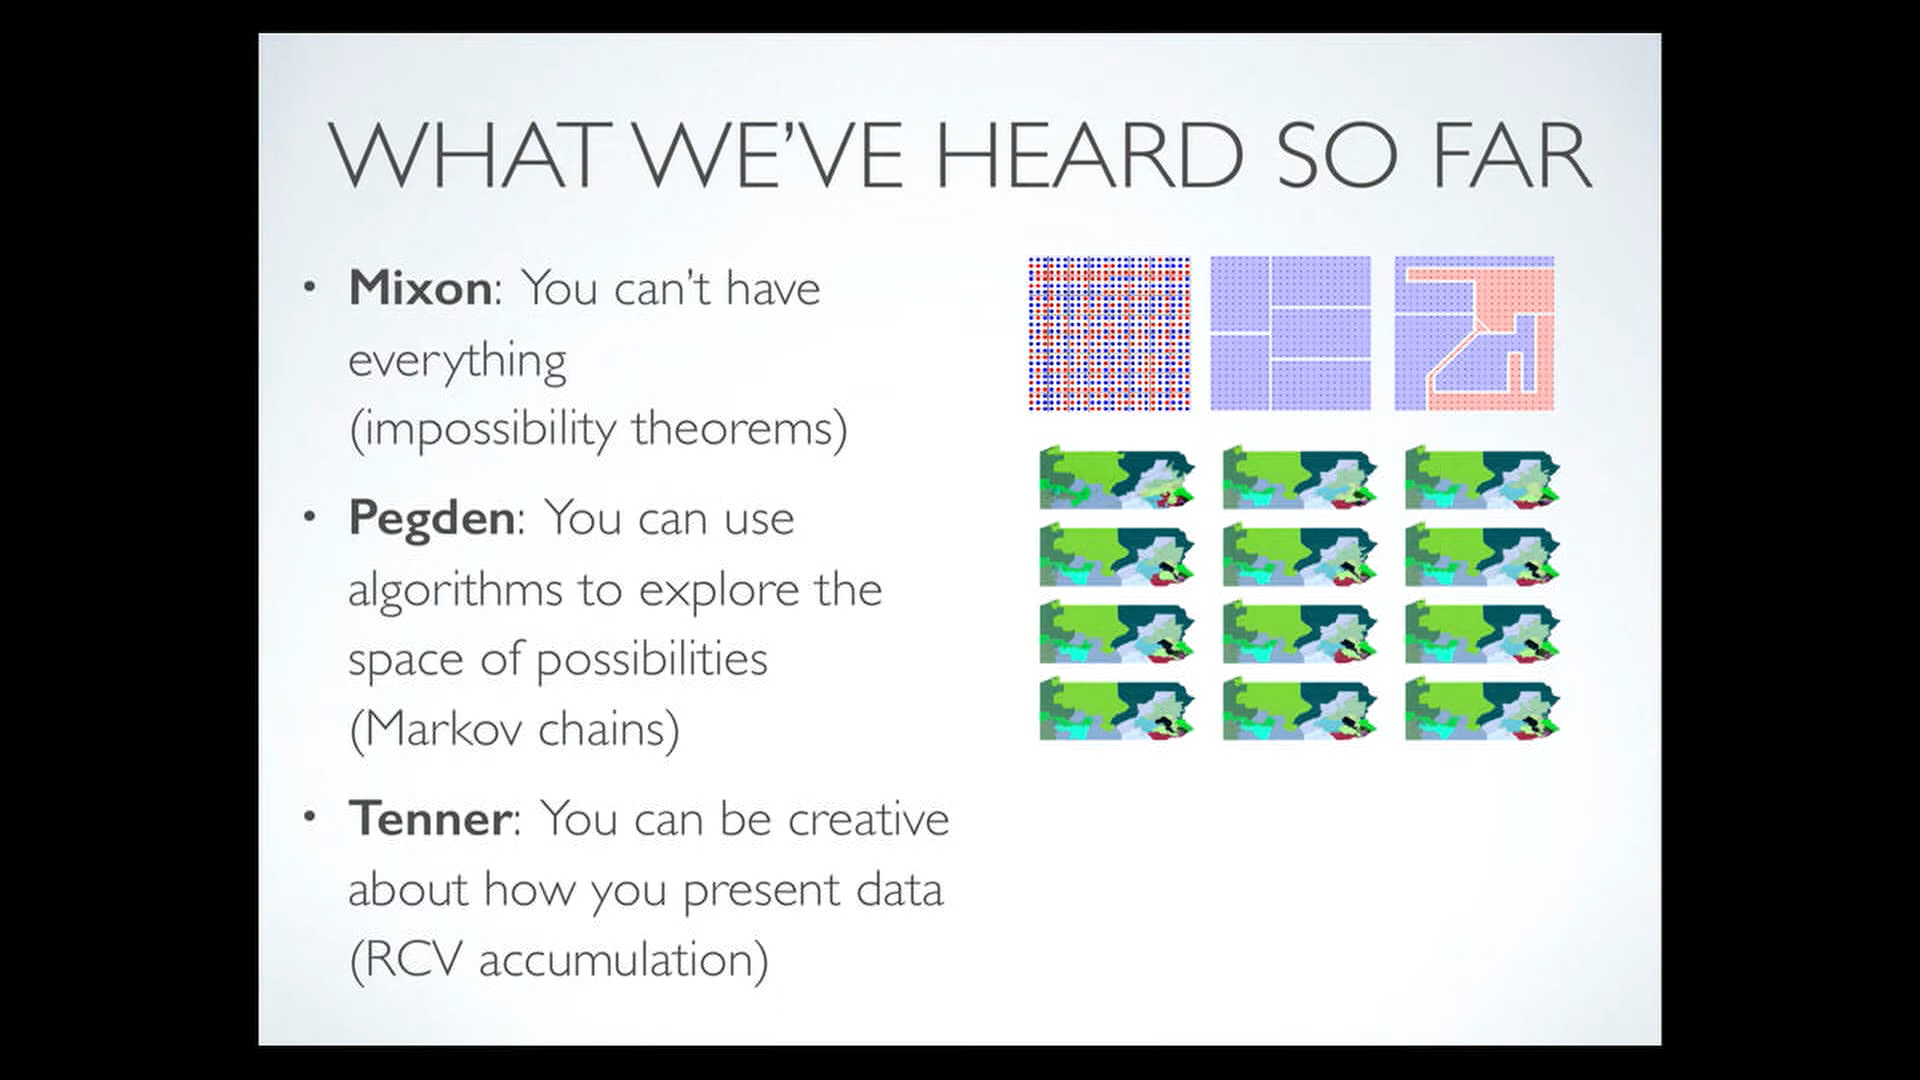 WHAT WE'VE HEARD SO FAR
• Mixon: You can't have
everything
(impossibility theorems)
• Pegden: You can use
algorithms to explore the
space of possibilities
(Markov chains)
• Tenner: You can be creative
about how you present data
(RCV accumulation)